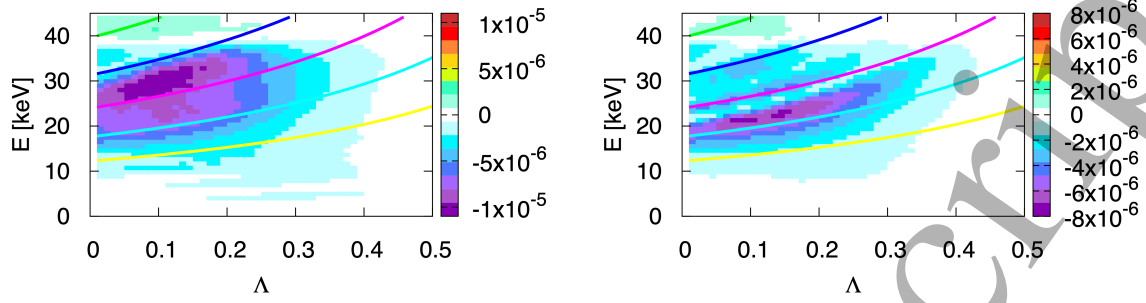 E [keV]
40
30
20
10
0
0
0.1
0.2
0.3
0.4
0.5
Λ
1x10⁻⁵
5x10⁻⁶
0
-5x10⁻⁶
-1x10⁻⁵
E [keV]
40
30
20
10
0
0
0.1
0.2
0.3
0.4
0.5
Λ
8x10⁻⁶
6x10⁻⁶
4x10⁻⁶
2x10⁻⁶
0
-2x10⁻⁶
-4x10⁻⁶
-6x10⁻⁶
-8x10⁻⁶
crip